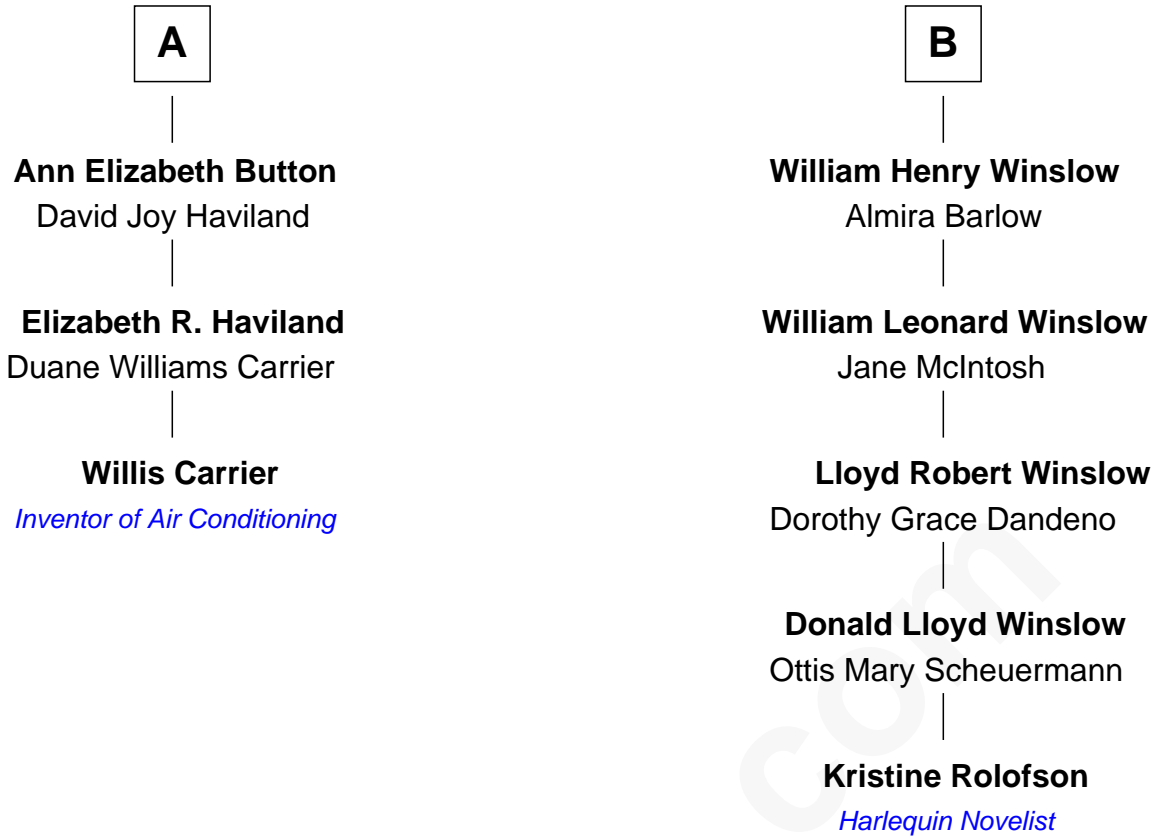 A
Ann Elizabeth Button
David Joy Haviland
Elizabeth R. Haviland
Duane Williams Carrier
Willis Carrier
Inventor of Air Conditioning
B
William Henry Winslow
Almira Barlow
William Leonard Winslow
Jane McIntosh
Lloyd Robert Winslow
Dorothy Grace Dandeno
Donald Lloyd Winslow
Ottis Mary Scheuermann
Kristine Rolofson
Harlequin Novelist
com